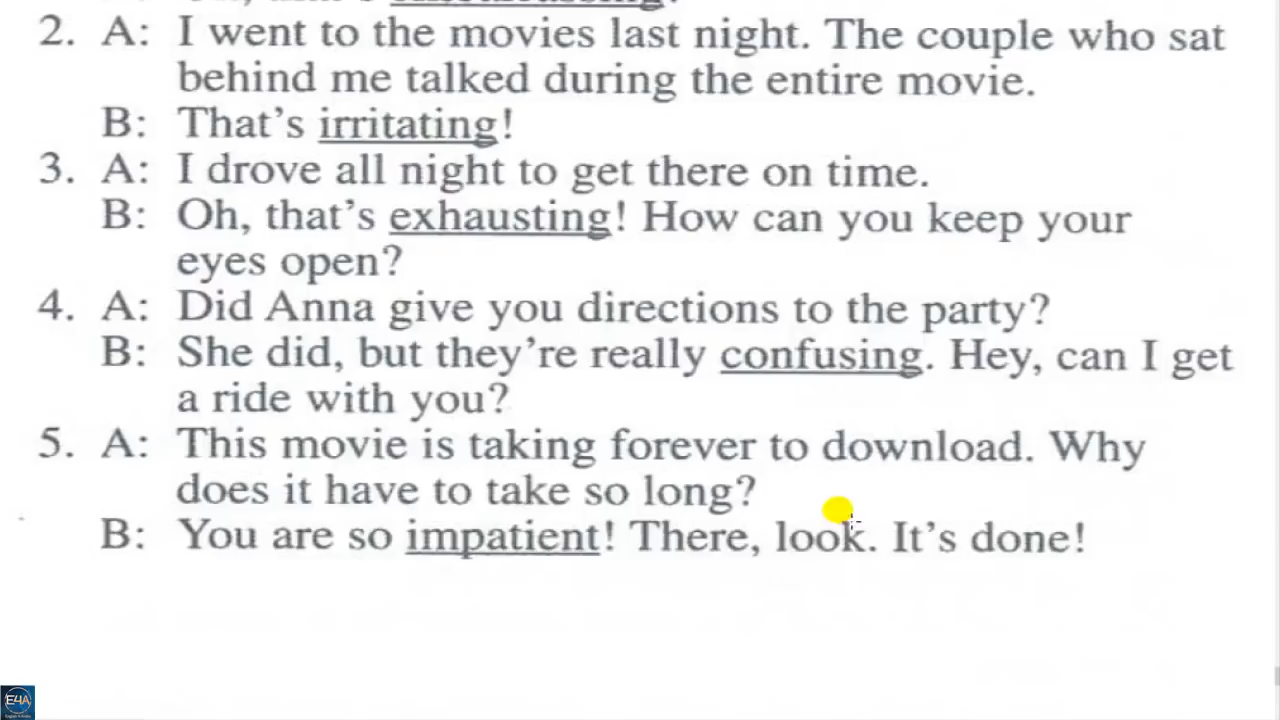 2. A: I went to the movies last night. The couple who sat
behind me talked during the entire movie.
B: That's irritating!
3. A: I drove all night to get there on time.
B: Oh, that's exhausting! How can you keep your
eyes open?
4. A: Did Anna give you directions to the party?
B: She did, but they're really confusing. Hey, can I get
a ride with you?
5. A: This movie is taking forever to download. Why
does it have to take so long?
B: You are so impatient! There, look. It's done!
E4A